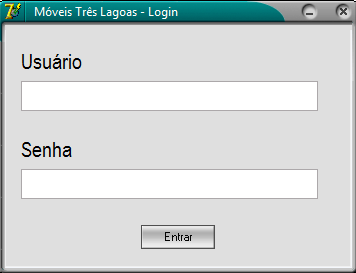 Móveis Três Lagoas - Login
Usuário
Senha
Entrar